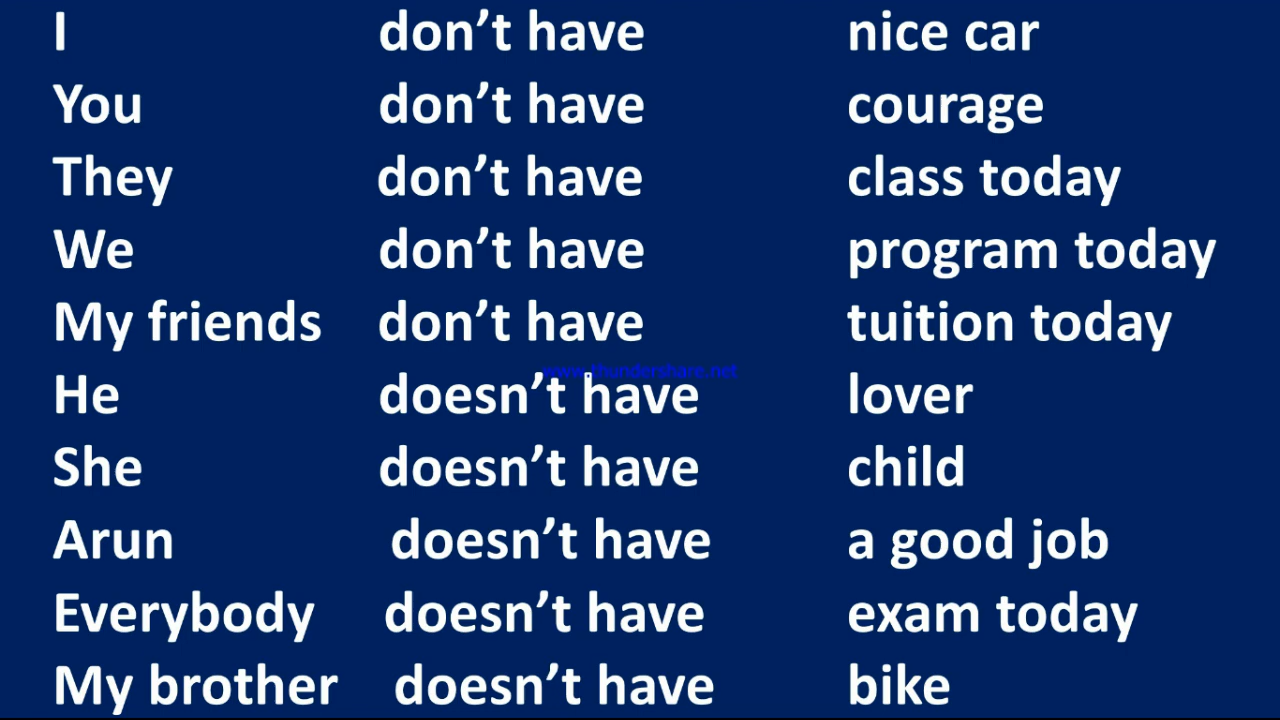 I don’t have nice car
You don’t have courage
They don’t have class today
We don’t have program today
My friends don’t have tuition today
www.thundershare.net
He doesn’t have lover
She doesn’t have child
Arun doesn’t have a good job
Everybody doesn’t have exam today
My brother doesn’t have bike